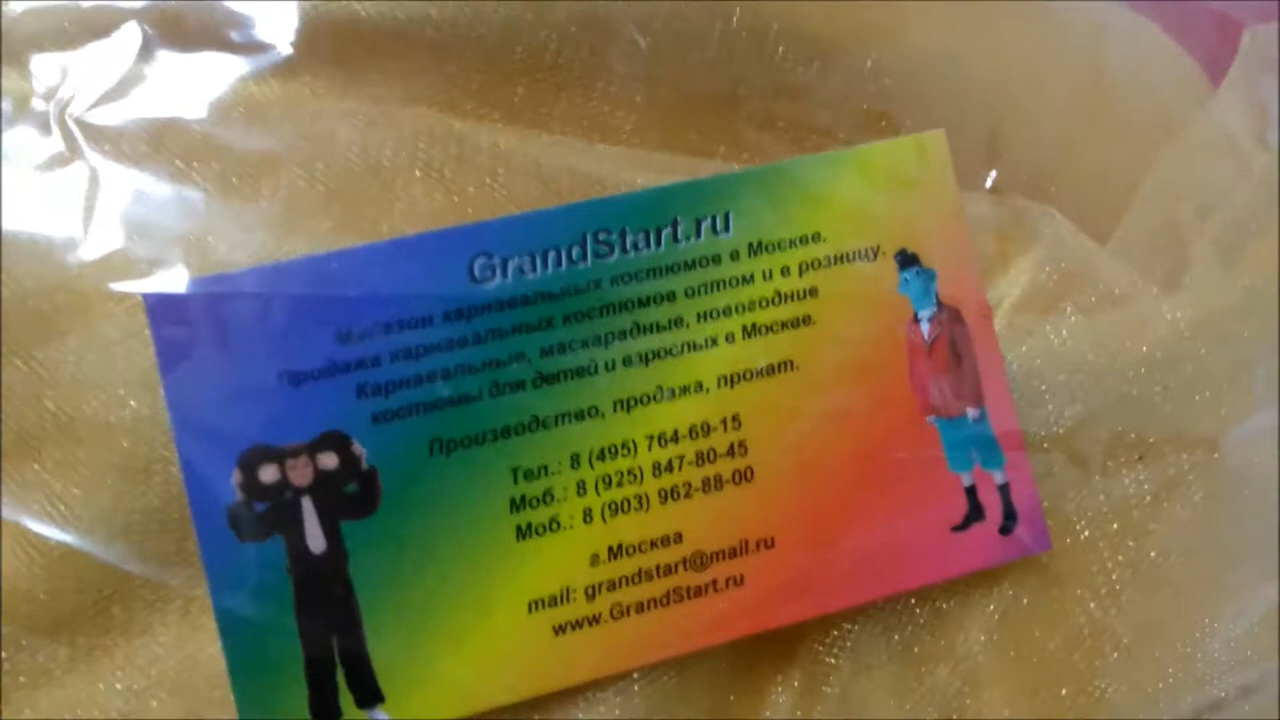 GrandStart.ru
Магазин карнавальных костюмов в Москве.
Продажа карнавальных костюмов оптом и в розницу.
Карнавальные, маскарадные, новогодние
костюмы для детей и взрослых в Москве.
Производство, продажа, прокат.
Тел.: 8 (495) 764-69-15
Моб.: 8 (925) 847-80-45
Моб.: 8 (903) 962-88-00
г.Москва
mail: grandstart@mail.ru
www.GrandStart.ru